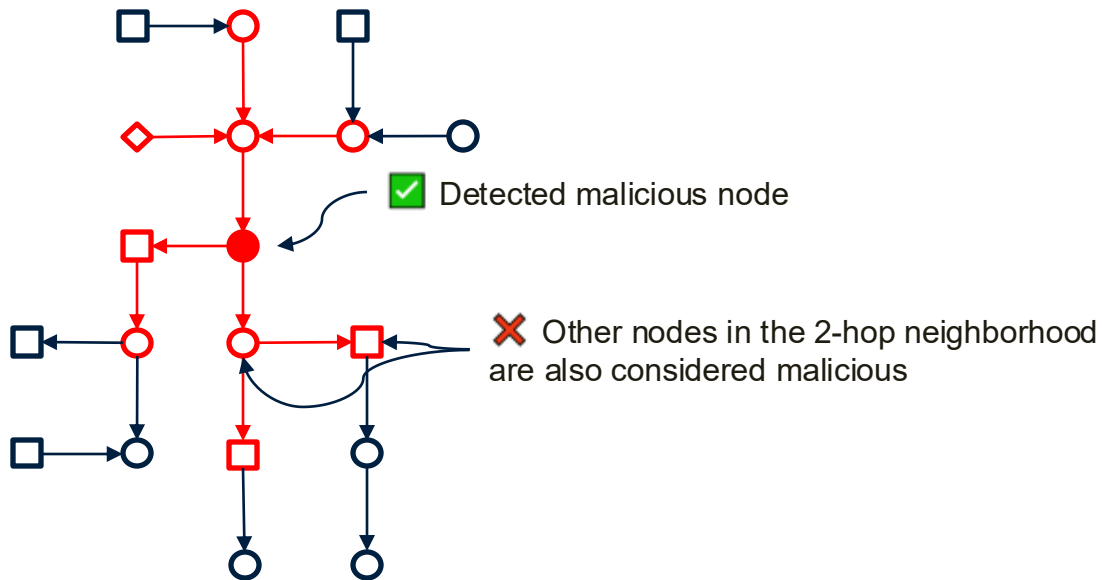 ✅ Detected malicious node
❌ Other nodes in the 2-hop neighborhood
are also considered malicious